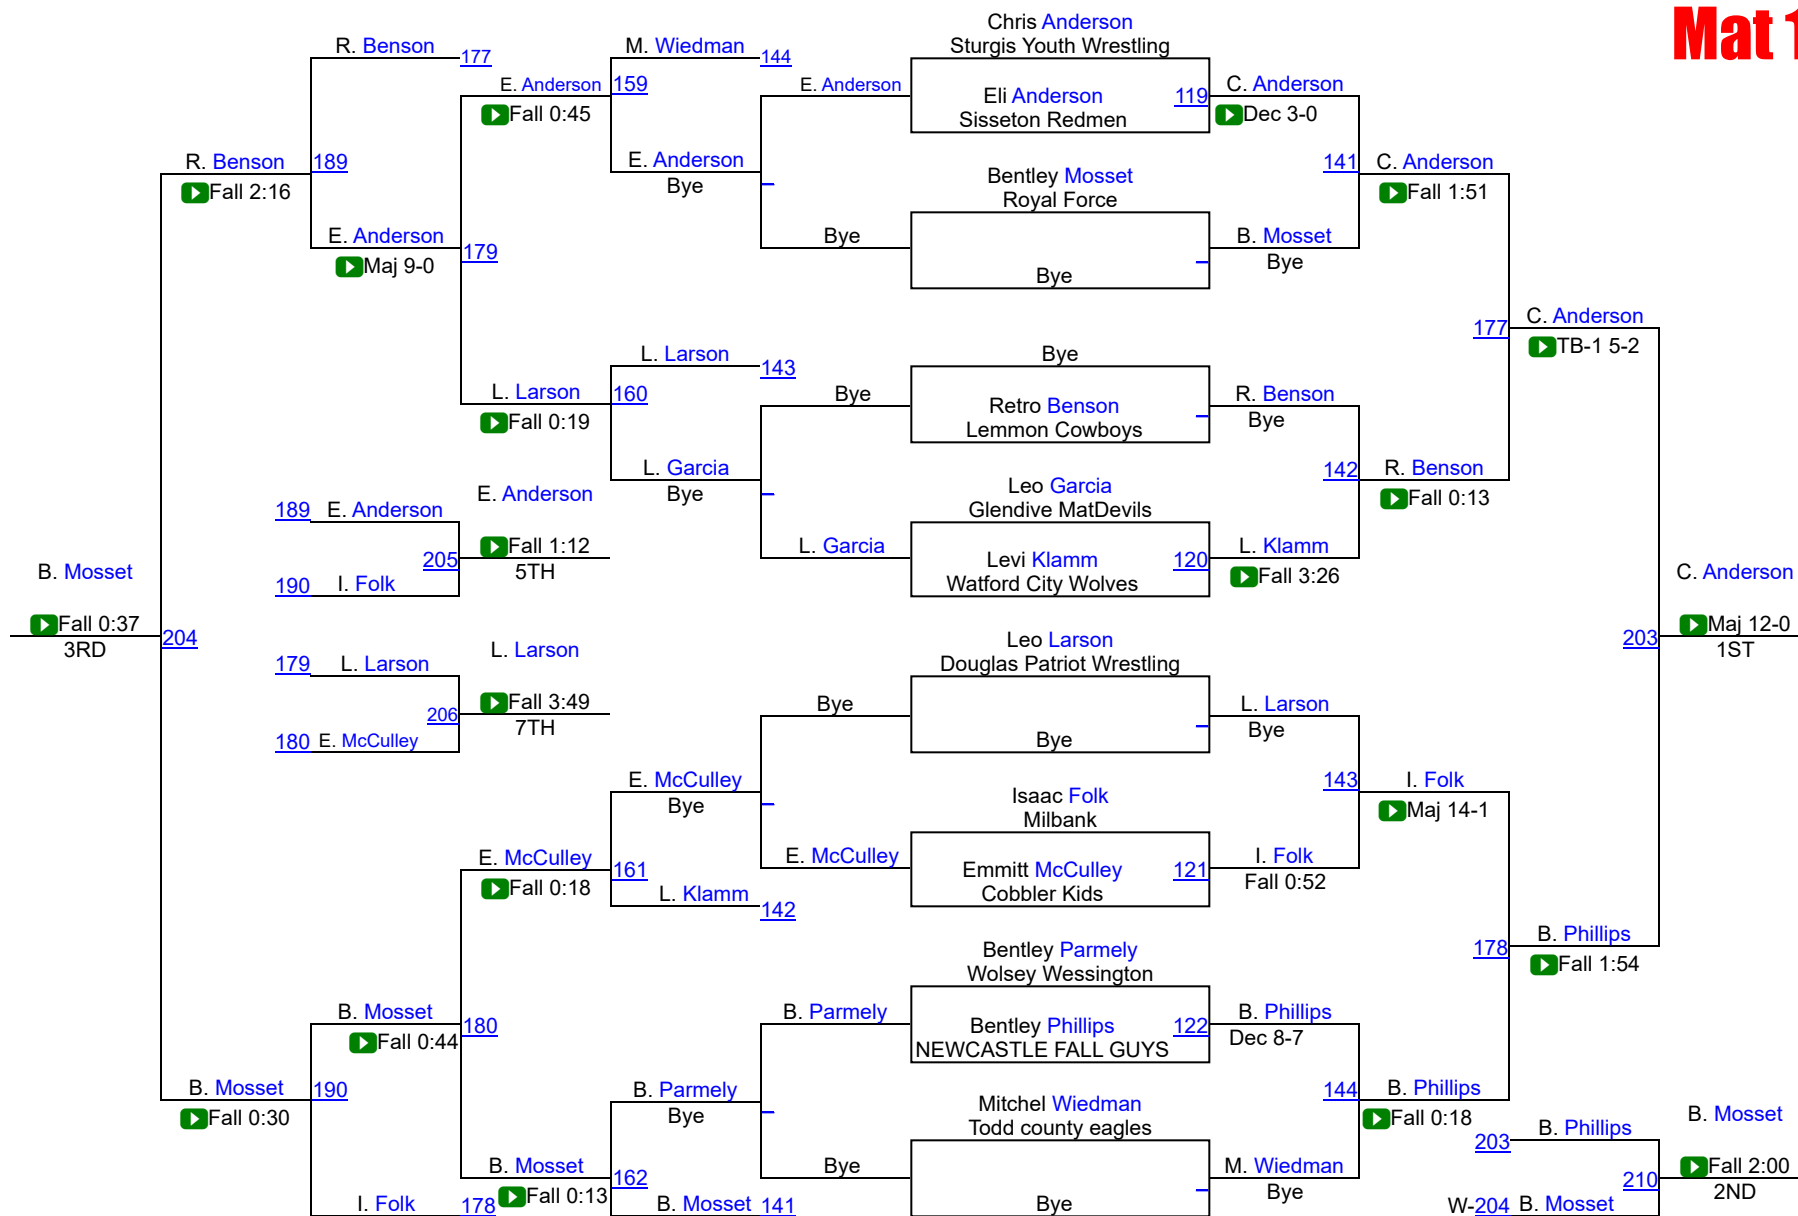 Mat 1
Chris Anderson
Sturgis Youth Wrestling
Eli Anderson 119
Sisseton Redmen
Bentley Mosset
Royal Force
Bye
Bye
Retro Benson
Lemmon Cowboys
Leo Garcia
Glendive MatDevils
Levi Klamm 120
Watford City Wolves
Leo Larson
Douglas Patriot Wrestling
Bye
Isaac Folk
Milbank
Emmitt McCulley 121
Cobbler Kids
Bentley Parmely
Wolsey Wessington
Bentley Phillips 122
NEWCASTLE FALL GUYS
Mitchel Wiedman
Todd county eagles
Bye
C. Anderson
Dec 3-0
141
B. Mosset
Bye
R. Benson
Bye
142
L. Klamm
Fall 3:26
L. Larson
Bye
143
I. Folk
Fall 0:52
B. Phillips
Dec 8-7
144
M. Wiedman
Bye
C. Anderson
Fall 1:51
177
R. Benson
Fall 0:13
I. Folk
Maj 14-1
178
B. Phillips
Fall 0:18
C. Anderson
TB-1 5-2
203
B. Phillips
Fall 1:54
C. Anderson
Maj 12-0
1ST
203 B. Phillips
210
W-204 B. Mosset
B. Mosset
Fall 2:00
2ND
E. Anderson
Bye
Bye
L. Garcia
Bye
E. McCulley
B. Parmely
Bye
M. Wiedman 144
159
E. Anderson
Bye
L. Larson 143
160
L. Garcia
Bye
E. McCulley
Bye
161
L. Klamm 142
B. Parmely
Bye
162
B. Mosset 141
E. Anderson
Fall 0:45
179
L. Larson
Fall 0:19
E. McCulley
Fall 0:18
180
B. Mosset
Fall 0:13
R. Benson 177
189
E. Anderson
Maj 9-0
B. Mosset
Fall 0:44
190
I. Folk 178
R. Benson
Fall 2:16
204
B. Mosset
Fall 0:30
B. Mosset
Fall 0:37
3RD
189 E. Anderson
205
190 I. Folk
E. Anderson
Fall 1:12
5TH
179 L. Larson
206
180 E. McCulley
L. Larson
Fall 3:49
7TH